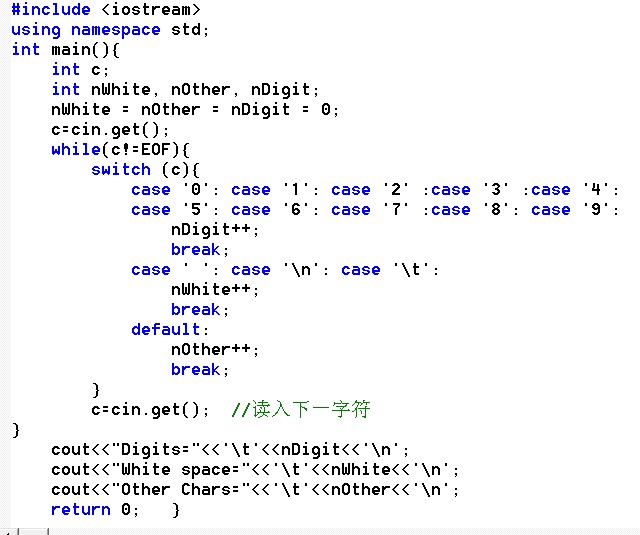 #include <iostream>
using namespace std;
int main(){
    int c;
    int nWhite, nOther, nDigit;
    nWhite = nOther = nDigit = 0;
    c=cin.get();
    while(c!=EOF){
        switch (c){
            case '0': case '1': case '2' :case '3' :case '4':
            case '5': case '6': case '7' :case '8': case '9':
                nDigit++;
                break;
            case ' ': case '\n': case '\t':
                nWhite++;
                break;
            default:
                nOther++;
                break;
        }
        c=cin.get();  //读入下一字符
}
    cout<<"Digits="<<'\t'<<nDigit<<'\n';
    cout<<"White space="<<'\t'<<nWhite<<'\n';
    cout<<"Other Chars="<<'\t'<<nOther<<'\n';
    return 0;   }